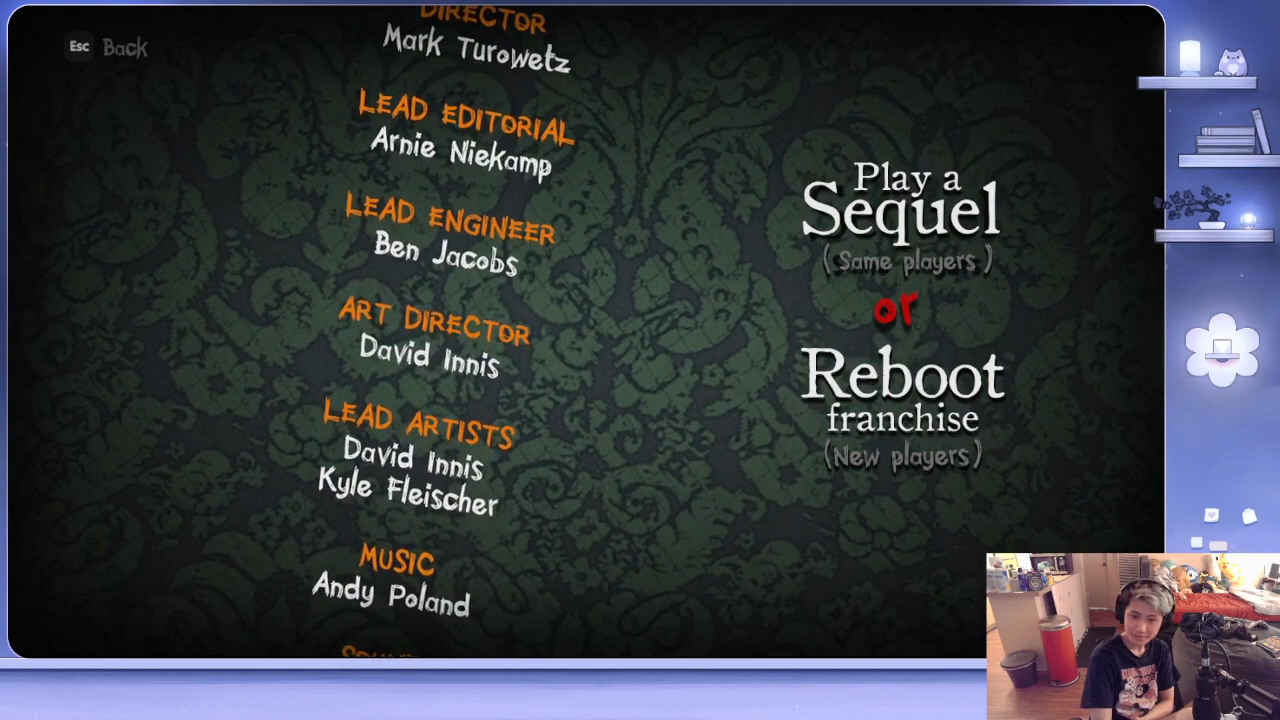 Esc Back
DIRECTOR
Mark Turowetz
LEAD EDITORIAL
Arnie Niekamp
LEAD ENGINEER
Ben Jacobs
ART DIRECTOR
David Innis
LEAD ARTISTS
David Innis
Kyle Fleischer
MUSIC
Andy Poland
Play a
Sequel
(Same players)
or
Reboot
franchise
(New players)